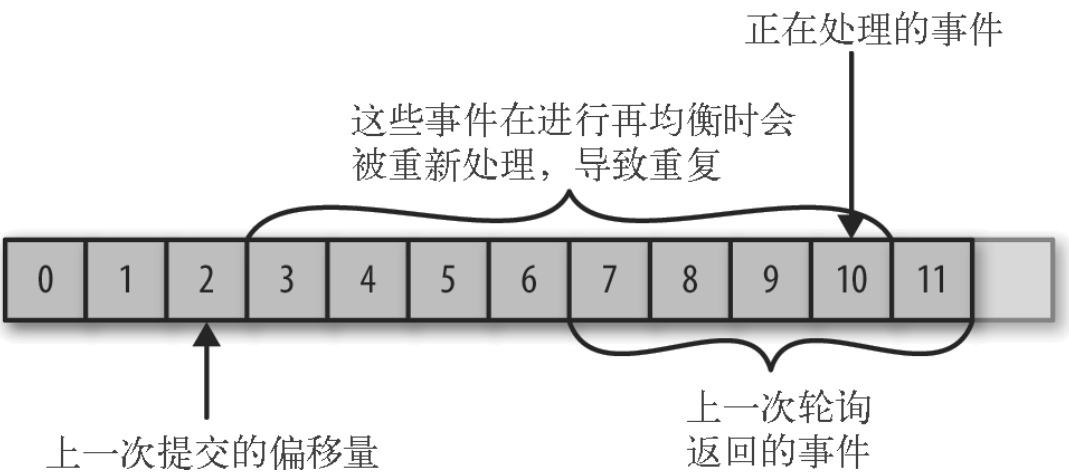 正在处理的事件
这些事件在进行再均衡时会
被重新处理，导致重复
0 1 2 3 4 5 6 7 8 9 10 11
上一次提交的偏移量
上一次轮询
返回的事件